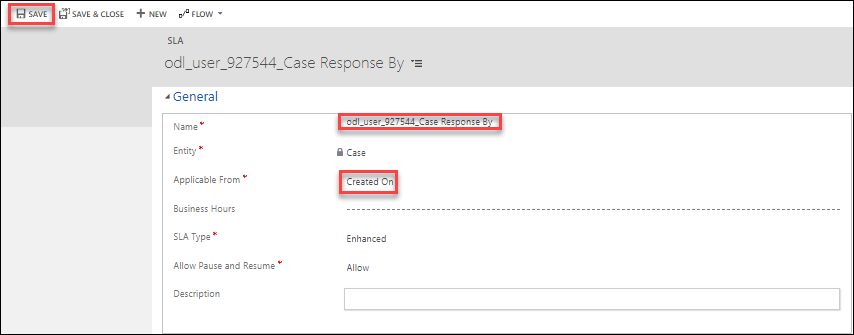 SAVE SAVE & CLOSE + NEW FLOW
SLA
odl_user_927544_Case Response By
General
Name* odl_user_927544_Case Response By
Entity* Case
Applicable From* Created On
Business Hours
SLA Type* Enhanced
Allow Pause and Resume* Allow
Description